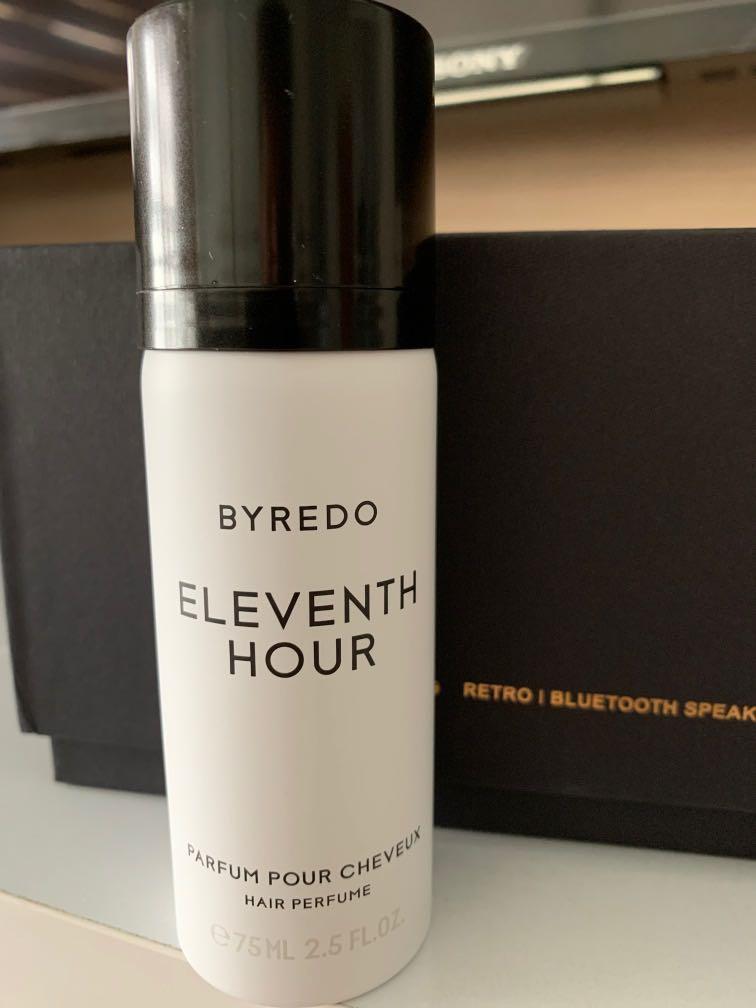 SONY
BYREDO
ELEVENTH
HOUR
RETRO | BLUETOOTH SPEAK
PARFUM POUR CHEVEUX
HAIR PERFUME
℮75ML 2.5 FL.OZ.